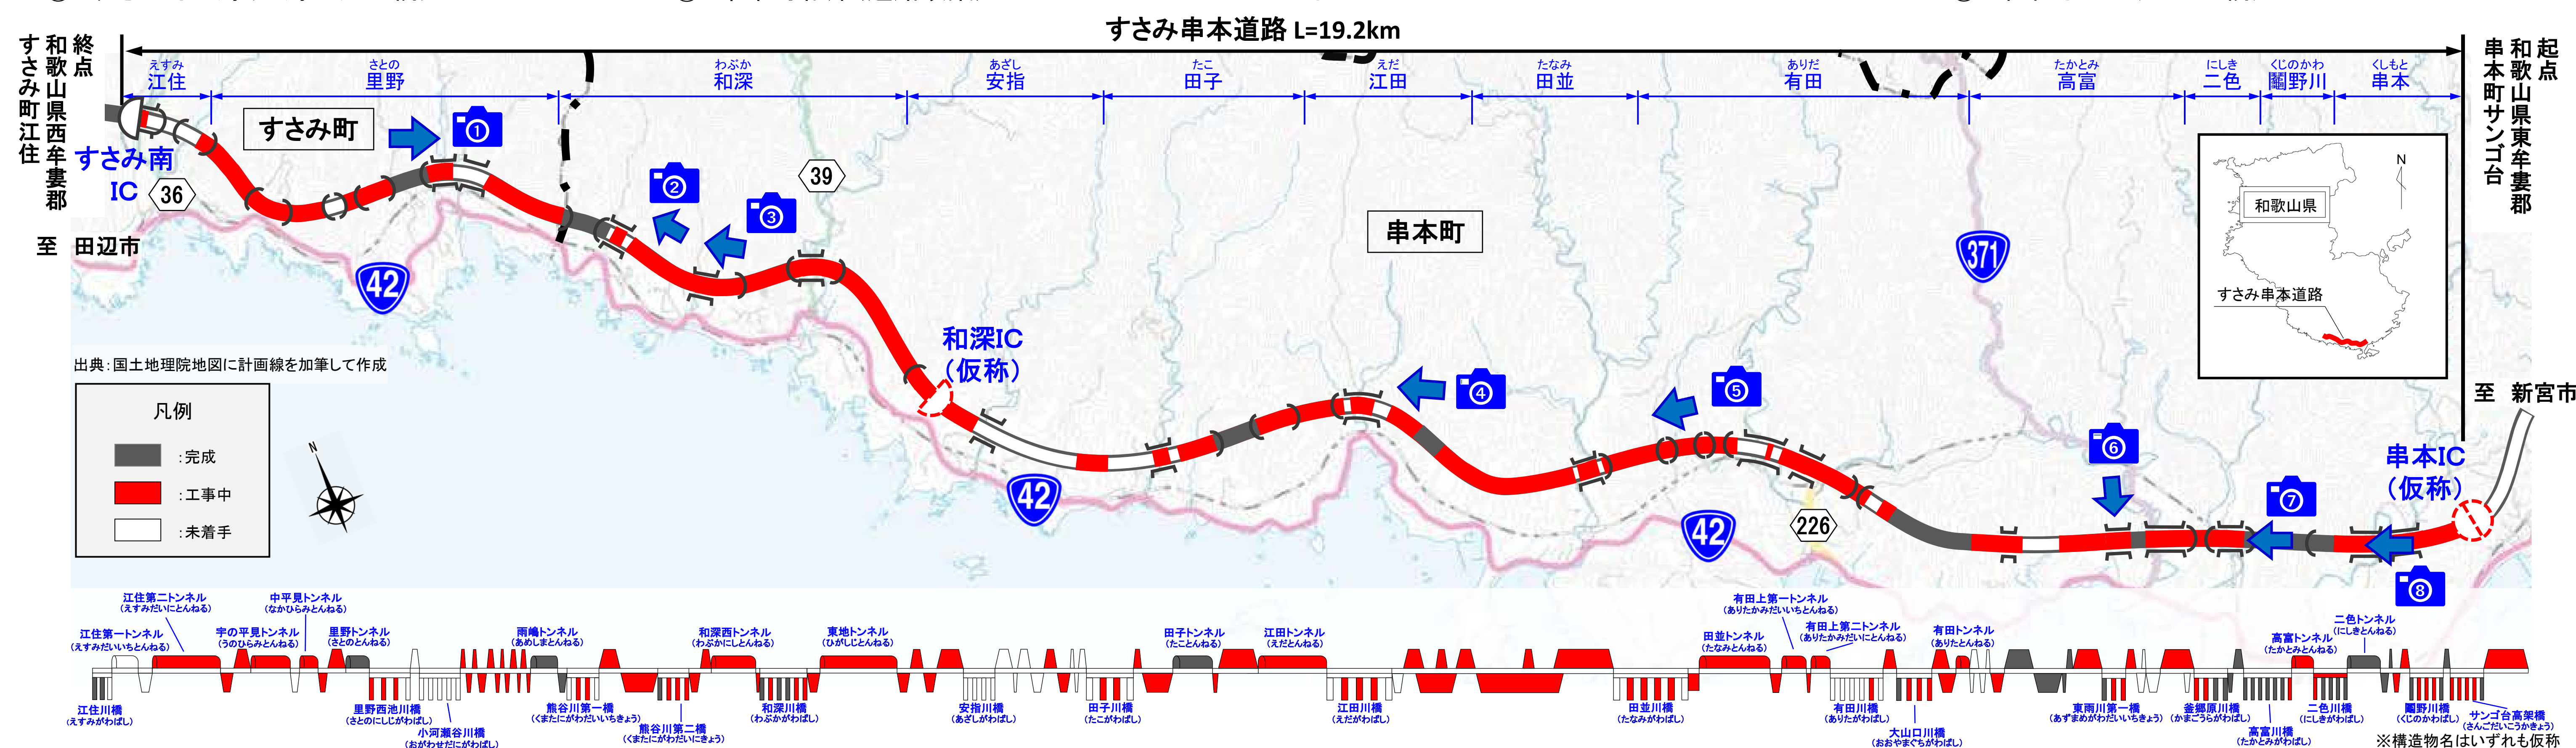 すさみ串本道路 L=19.2km
終点
和歌山県西牟婁郡
すさみ町江住
起点
和歌山県東牟婁郡
串本町サンゴ台
えすみ
江住
さとの
里野
わぶか
和深
あざし
安指
たこ
田子
えだ
江田
たなみ
田並
ありだ
有田
たかとみ
高富
にしき
二色
くじのかわ
鬮野川
くしもと
串本
すさみ町
①
②
③
39
すさみ南
IC
36
至 田辺市
42
串本町
371
N
和歌山県
すさみ串本道路
和深IC
(仮称)
出典:国土地理院地図に計画線を加筆して作成
凡例
:完成
:工事中
:未着手
N
④
⑤
至 新宮市
⑥
串本IC
(仮称)
⑦
42
42
226
⑧
江住第二トンネル
(えすみだいにとんねる)
中平見トンネル
(なかひらみとんねる)
江住第一トンネル
(えすみだいいちとんねる)
宇の平見トンネル
(うのひらみとんねる)
里野トンネル
(さとのとんねる)
雨嶋トンネル
(あめしまとんねる)
和深西トンネル
(わぶかにしとんねる)
東地トンネル
(ひがしじとんねる)
田子トンネル
(たことんねる)
江田トンネル
(えだとんねる)
田並トンネル
(たなみとんねる)
有田上第一トンネル
(ありたかみだいいちとんねる)
有田上第二トンネル
(ありたかみだいにとんねる)
有田トンネル
(ありたとんねる)
高富トンネル
(たかとみとんねる)
二色トンネル
(にしきとんねる)
江住川橋
(えすみがわばし)
里野西池川橋
(さとのにしじがわばし)
小河瀬谷川橋
(おがわせだにがわばし)
熊谷川第一橋
(くまたにがわだいいちきょう)
熊谷川第二橋
(くまたにがわだいにきょう)
和深川橋
(わぶかがわばし)
安指川橋
(あざしがわばし)
田子川橋
(たこがわばし)
江田川橋
(えだがわばし)
田並川橋
(たなみがわばし)
有田川橋
(ありたがわばし)
大山口川橋
(おおやまぐちがわばし)
東雨川第一橋
(あずまめがわだいいちきょう)
釜郷原川橋
(かまごうらがわばし)
高富川橋
(たかとみがわばし)
二色川橋
(にしきがわばし)
鬮野川橋
(くじのかわばし)
サンゴ台高架橋
(さんごだいこうかきょう)
※構造物名はいずれも仮称